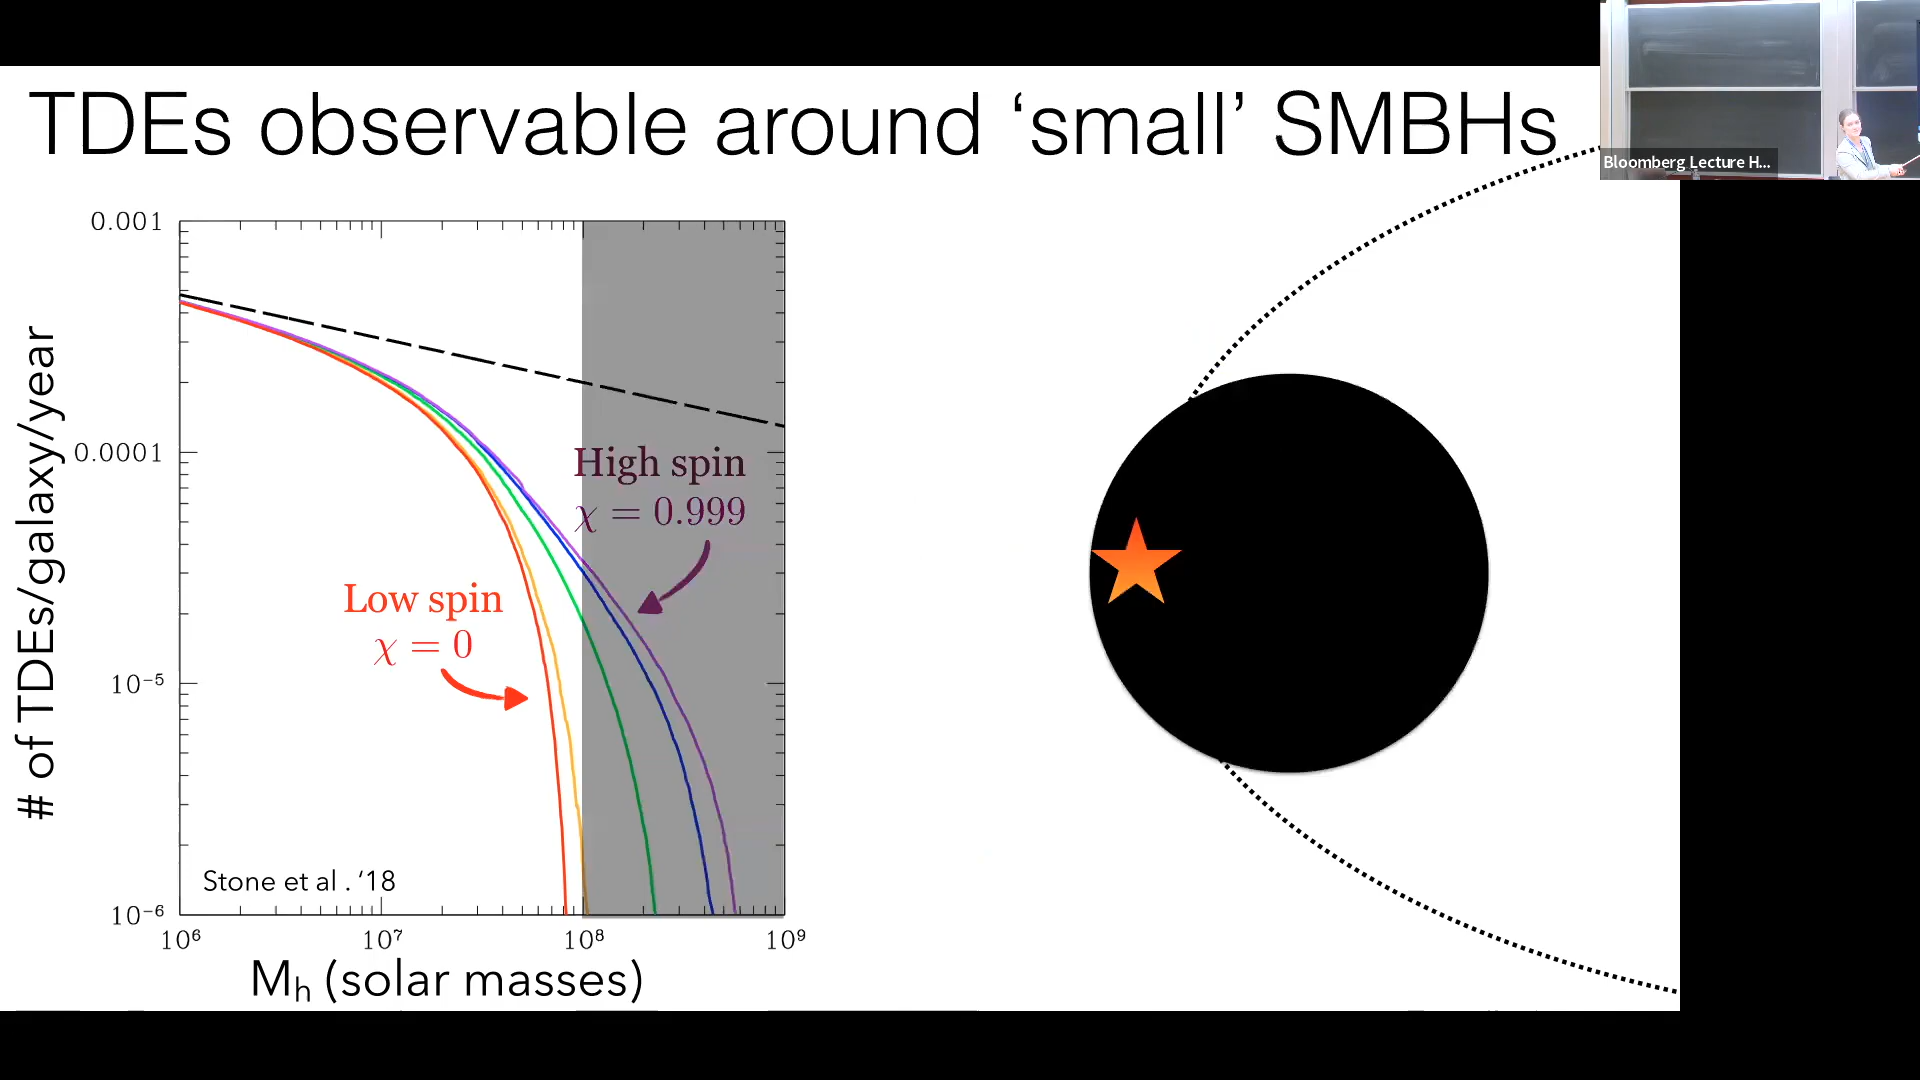 TDEs observable around ‘small’ SMBHs
Bloomberg Lecture H...
# of TDEs/galaxy/year
0.001
0.0001
10⁻⁵
10⁻⁶
High spin
χ = 0.999
Low spin
χ = 0
Stone et al . ‘18
10⁶ 10⁷ 10⁸ 10⁹
Mₕ (solar masses)